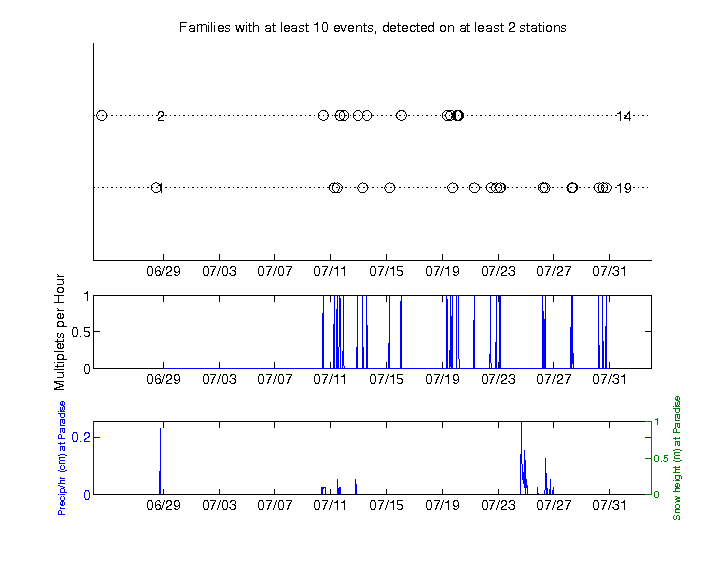 Families with at least 10 events, detected on at least 2 stations
2 14
1 19
06/29 07/03 07/07 07/11 07/15 07/19 07/23 07/27 07/31
Multiplets per Hour
1
0.5
0
06/29 07/03 07/07 07/11 07/15 07/19 07/23 07/27 07/31
Precip/hr (cm) at Paradise
0.2
0
1
0.5
0
Snow height (m) at Paradise
06/29 07/03 07/07 07/11 07/15 07/19 07/23 07/27 07/31